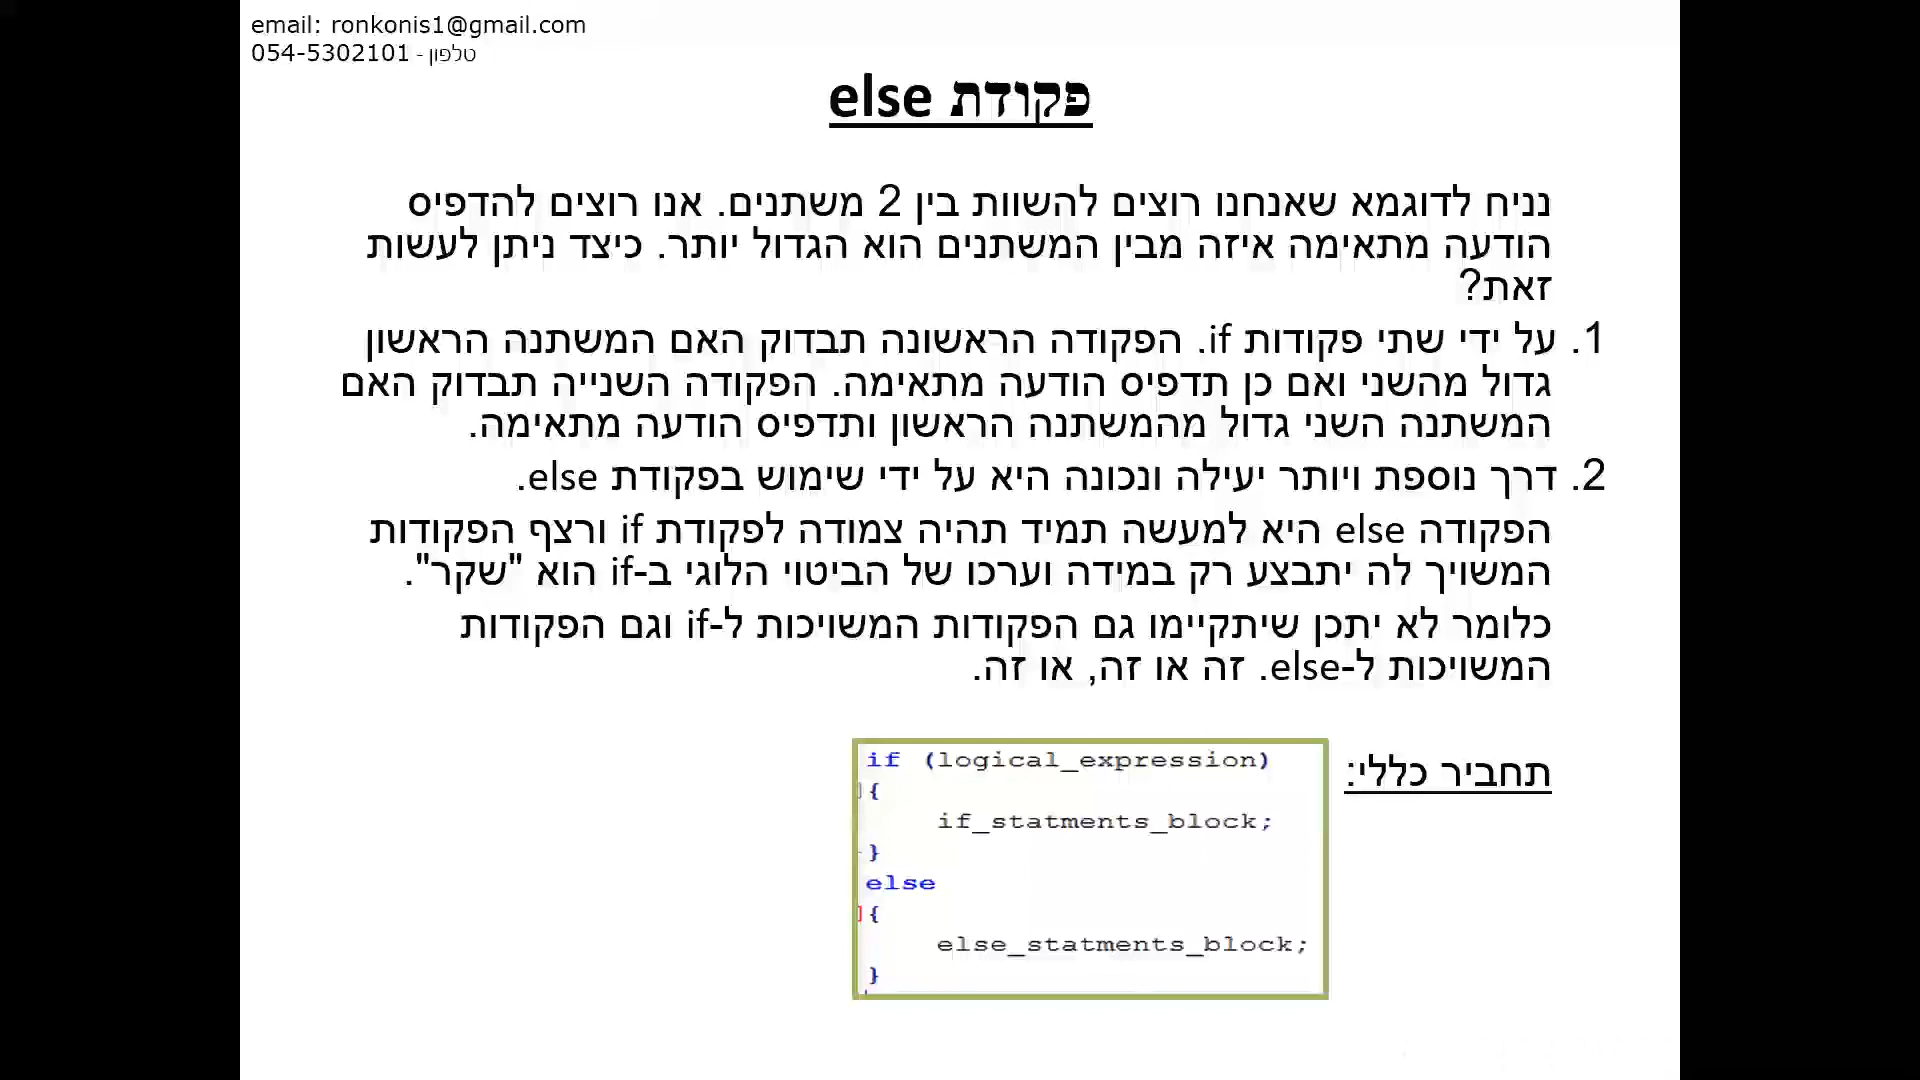 email: ronkonis1@gmail.com
טלפון - 054-5302101
פקודת else
נניח לדוגמא שאנחנו רוצים להשוות בין 2 משתנים. אנו רוצים להדפיס
הודעה מתאימה איזה מבין המשתנים הוא הגדול יותר. כיצד ניתן לעשות
זאת?
1. על ידי שתי פקודות if. הפקודה הראשונה תבדוק האם המשתנה הראשון
גדול מהשני ואם כן תדפיס הודעה מתאימה. הפקודה השנייה תבדוק האם
המשתנה השני גדול מהמשתנה הראשון ותדפיס הודעה מתאימה.
2. דרך נוספת ויותר יעילה ונכונה היא על ידי שימוש בפקודת else.
הפקודה else היא למעשה תמיד תהיה צמודה לפקודת if ורצף הפקודות
המשויך לה יתבצע רק במידה וערכו של הביטוי הלוגי ב-if הוא "שקר".
כלומר לא יתכן שיתקיימו גם הפקודות המשויכות ל-if וגם הפקודות
המשויכות ל-else. זה או זה, או זה.
תחביר כללי:
if (logical_expression)
{
if_statments_block;
}
else
{
else_statments_block;
}